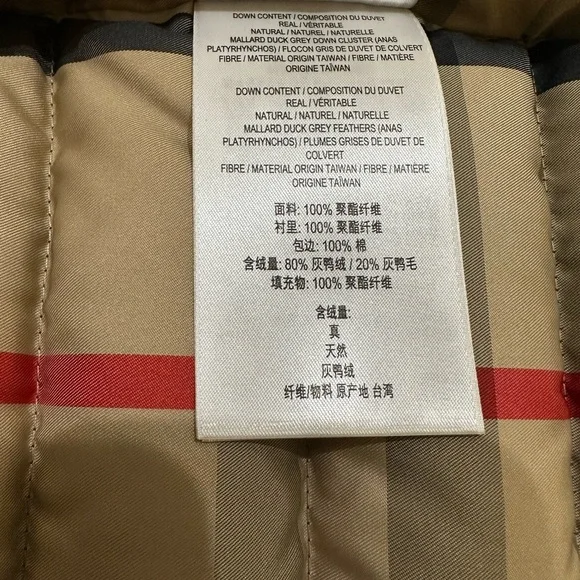 DOWN CONTENT / COMPOSITION DU DUVET
REAL / VÉRITABLE
NATURAL / NATUREL / NATURELLE
MALLARD DUCK GREY DOWN CLUSTER (ANAS
PLATYRHYNCHOS) / FLOCON GRIS DE DUVET DE COLVERT
FIBRE / MATERIAL ORIGIN TAIWAN / FIBRE / MATIÈRE
ORIGINE TAÏWAN
DOWN CONTENT / COMPOSITION DU DUVET
REAL / VÉRITABLE
NATURAL / NATUREL / NATURELLE
MALLARD DUCK GREY FEATHERS (ANAS
PLATYRHYNCHOS) / PLUMES GRISES DE DUVET DE
COLVERT
FIBRE / MATERIAL ORIGIN TAIWAN / FIBRE / MATIÈRE
ORIGINE TAÏWAN
面料: 100% 聚酯纤维
衬里: 100% 聚酯纤维
包边: 100% 棉
含绒量: 80% 灰鸭绒 / 20% 灰鸭毛
填充物: 100% 聚酯纤维
含绒量:
真
天然
灰鸭绒
纤维/物料 原产地 台湾